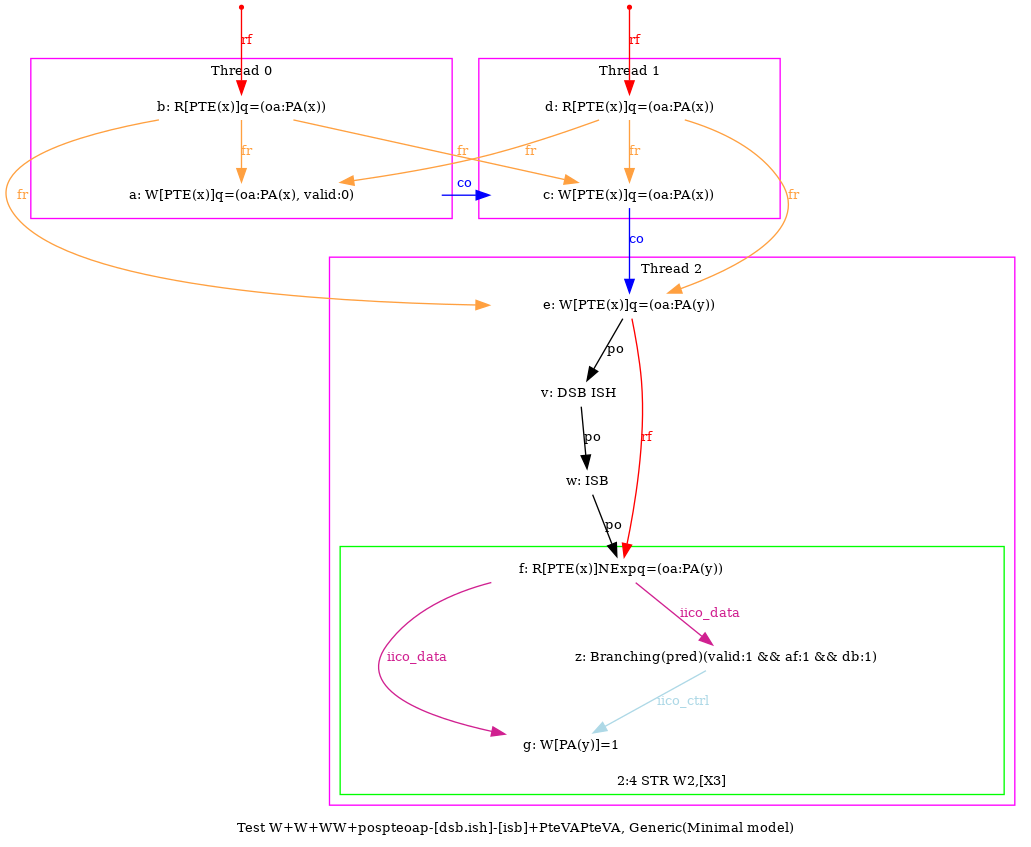 rf
rf
Thread 0
Thread 1
b: R[PTE(x)]q=(oa:PA(x))
d: R[PTE(x)]q=(oa:PA(x))
fr
fr
fr
fr
fr
fr
a: W[PTE(x)]q=(oa:PA(x), valid:0)
co
c: W[PTE(x)]q=(oa:PA(x))
co
Thread 2
e: W[PTE(x)]q=(oa:PA(y))
po
v: DSB ISH
po
rf
w: ISB
po
f: R[PTE(x)]NExpq=(oa:PA(y))
iico_data
iico_data
z: Branching(pred)(valid:1 && af:1 && db:1)
iico_ctrl
g: W[PA(y)]=1
2:4 STR W2,[X3]
Test W+W+WW+pospteoap-[dsb.ish]-[isb]+PteVAPteVA, Generic(Minimal model)